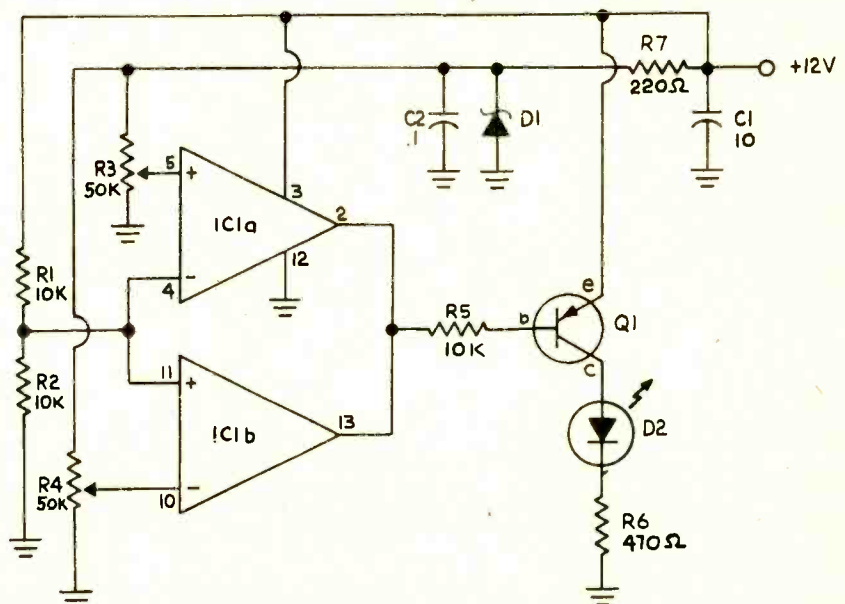 R7
220Ω
+12V
C2
.1
D1
C1
10
R3
50K
5
+
3
IC1a
2
12
-
4
R1
10K
R5
10K
b
e
Q1
c
R2
10K
11
+
IC1b
13
D2
R4
50K
10
-
R6
470Ω